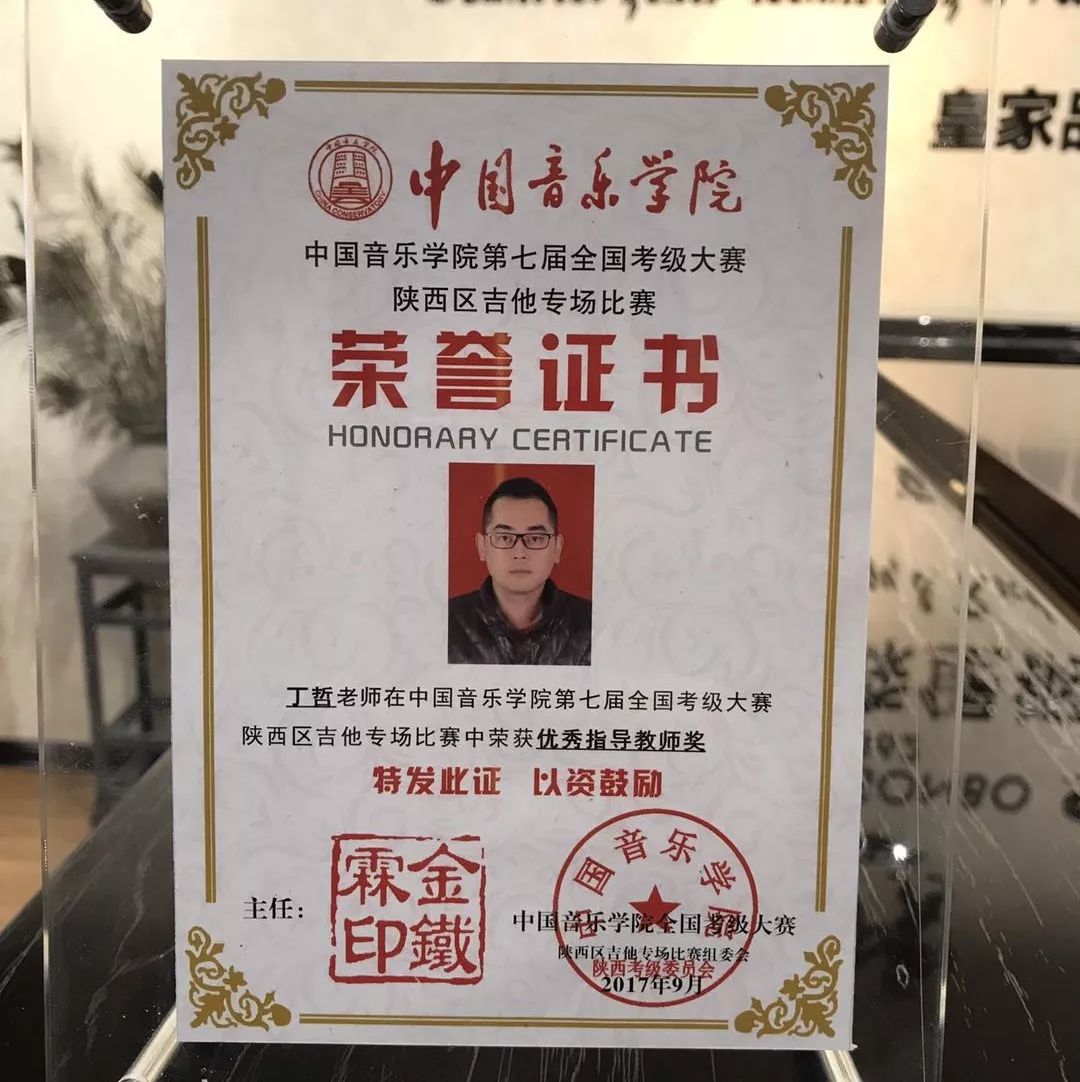 皇家品
中国音乐学院
CHINA CONSERVATORY
中国音乐学院
中国音乐学院第七届全国考级大赛
陕西区吉他专场比赛
荣誉证书
HONORARY CERTIFICATE
丁哲老师在中国音乐学院第七届全国考级大赛
陕西区吉他专场比赛中荣获优秀指导教师奖
特发此证 以资鼓励
主任：
金鐵霖印
中国音乐学院
中国音乐学院全国考级大赛
陕西区吉他专场比赛组委会
陕西考级委员会
2017年9月